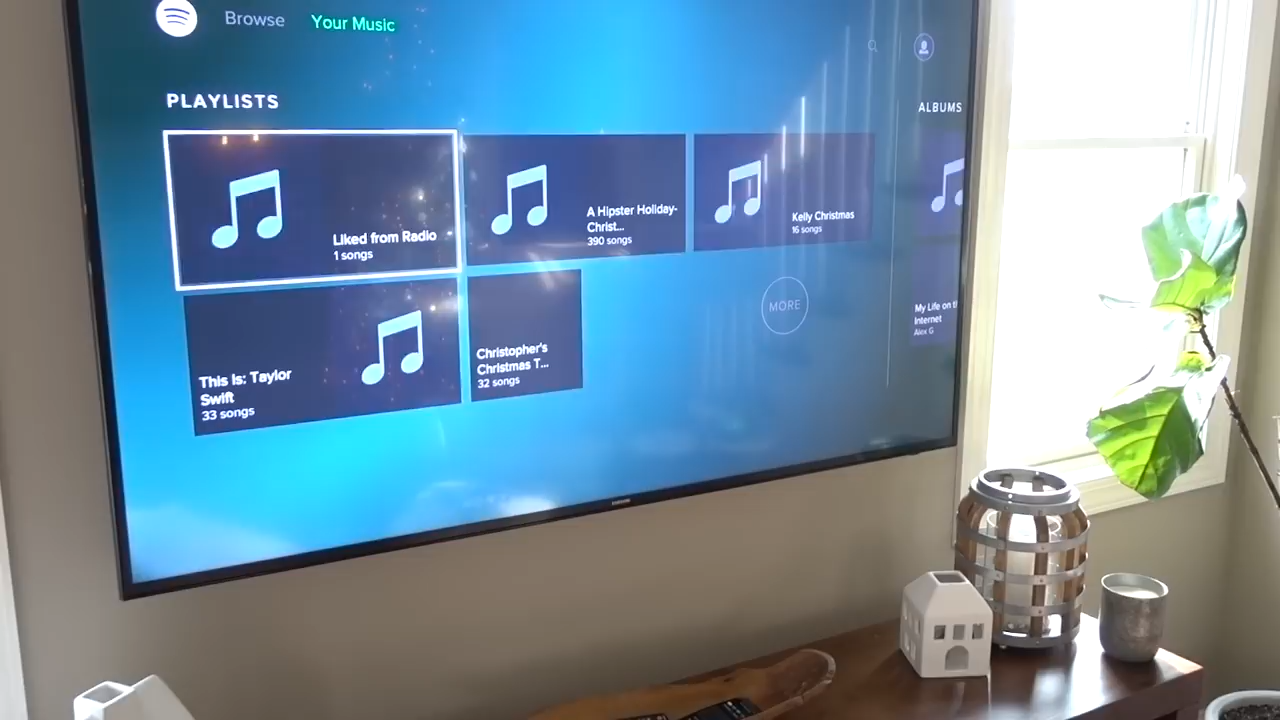 Browse
Your Music
PLAYLISTS
ALBUMS
Liked from Radio
1 songs
A Hipster Holiday-
Christ...
390 songs
Kelly Christmas
16 songs
This Is: Taylor
Swift
33 songs
Christopher's
Christmas T...
32 songs
MORE
My Life on
Internet
Alex G
SAMSUNG